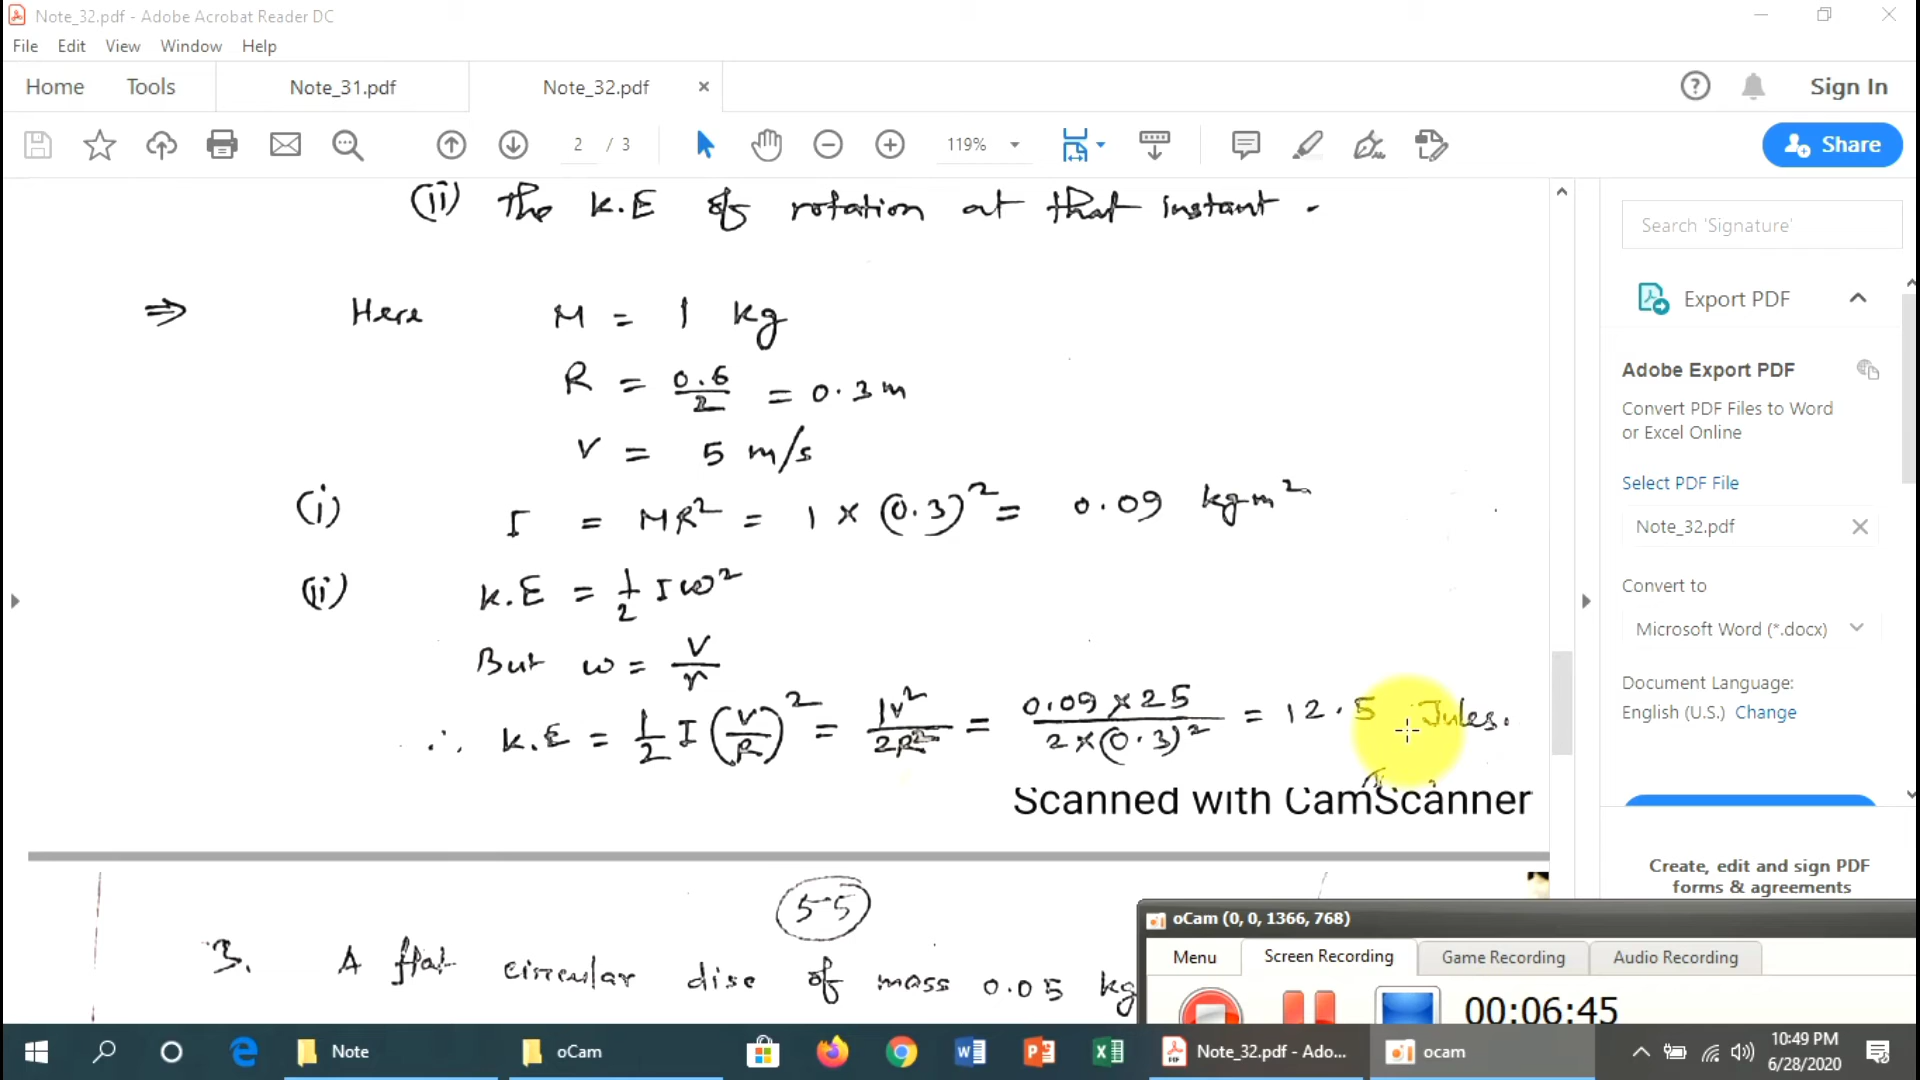 Note_32.pdf - Adobe Acrobat Reader DC
File Edit View Window Help
Home Tools Note_31.pdf Note_32.pdf × ? Sign In
2 / 3 119% Share
(ii) The K.E of rotation at that instant .
⇒ Here M = 1 kg
R = 0.6/2 = 0.3 m
V = 5 m/s
(i) I = MR² = 1 × (0.3)² = 0.09 kgm²
(ii) K.E = 1/2 I ω²
But ω = V/r
∴ K.E = 1/2 I (V/R)² = IV²/2R² = 0.09 × 25 / 2 × (0.3)² = 12.5 Jules.
Scanned with CamScanner
55
3. A flat circular disc of mass 0.05 kg
Search 'Signature'
Export PDF
Adobe Export PDF
Convert PDF Files to Word
or Excel Online
Select PDF File
Note_32.pdf
Convert to
Microsoft Word (*.docx)
Document Language:
English (U.S.) Change
Create, edit and sign PDF
forms & agreements
oCam (0, 0, 1366, 768)
Menu Screen Recording Game Recording Audio Recording
00:06:45
Note oCam Note_32.pdf - Ado... ocam 10:49 PM
6/28/2020